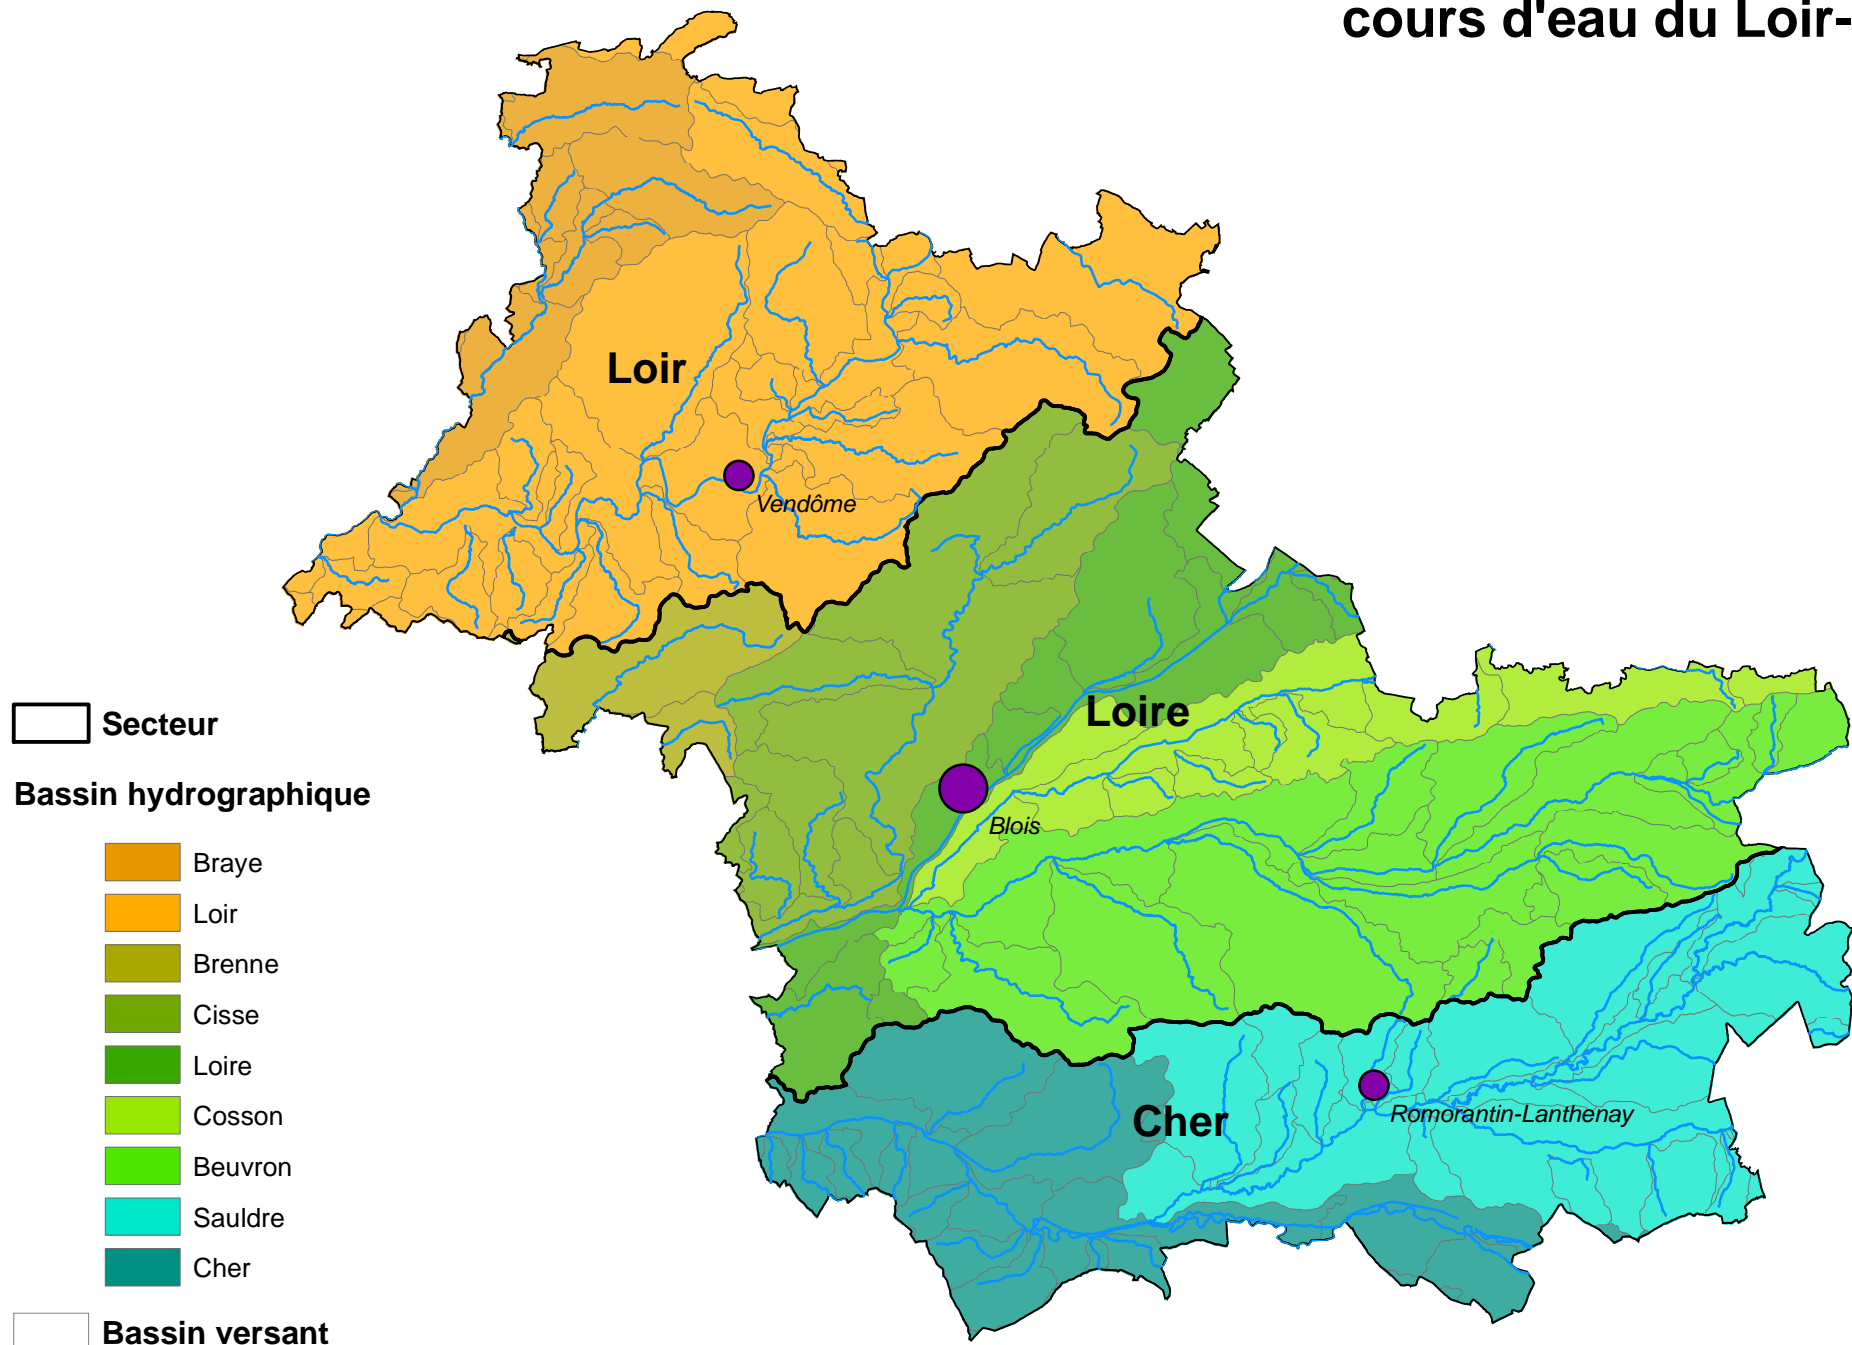 cours d'eau du Loir-
Loir
Vendôme
Loire
Blois
Cher
Romorantin-Lanthenay
Secteur
Bassin hydrographique
Braye
Loir
Brenne
Cisse
Loire
Cosson
Beuvron
Sauldre
Cher
Bassin versant